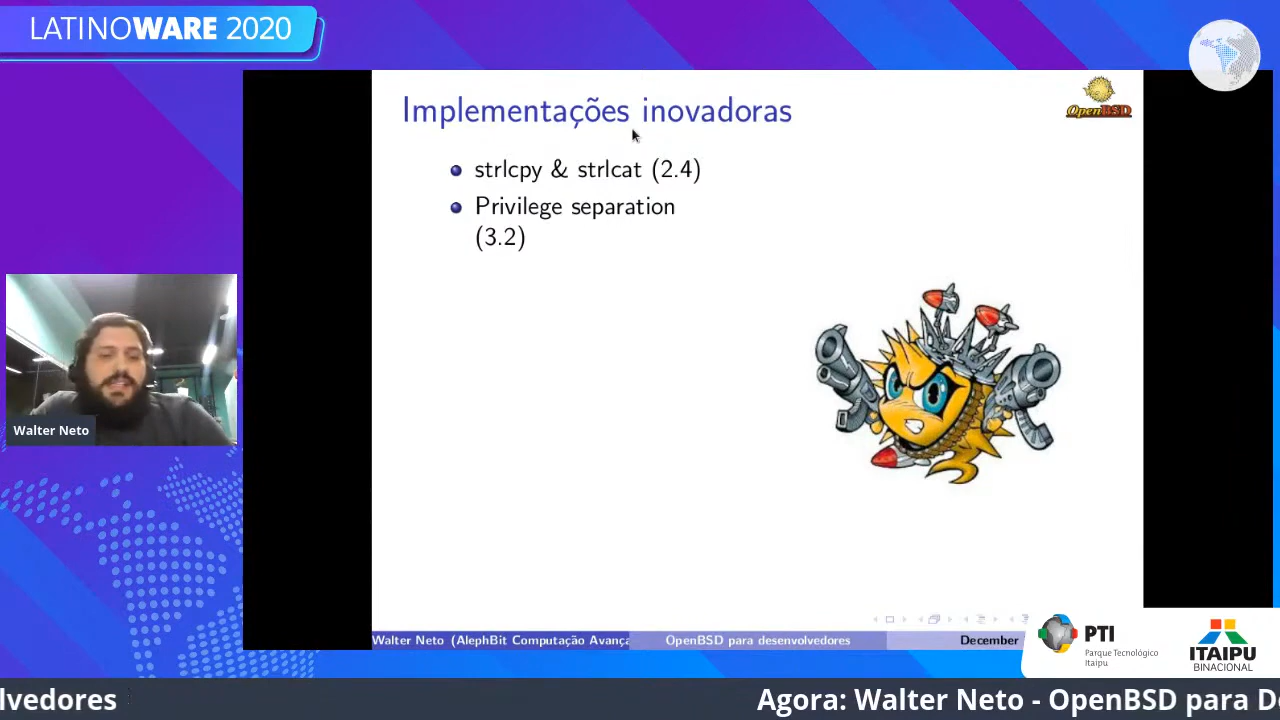 LATINOWARE 2020
Implementações inovadoras
OpenBSD
strlcpy & strlcat (2.4)
Privilege separation
(3.2)
Walter Neto
Walter Neto (AlephBit Computação Avança
OpenBSD para desenvolvedores
December
PTI
Parque Tecnológico
Itaipu
ITAIPU
BINACIONAL
lvedores
Agora: Walter Neto - OpenBSD para De